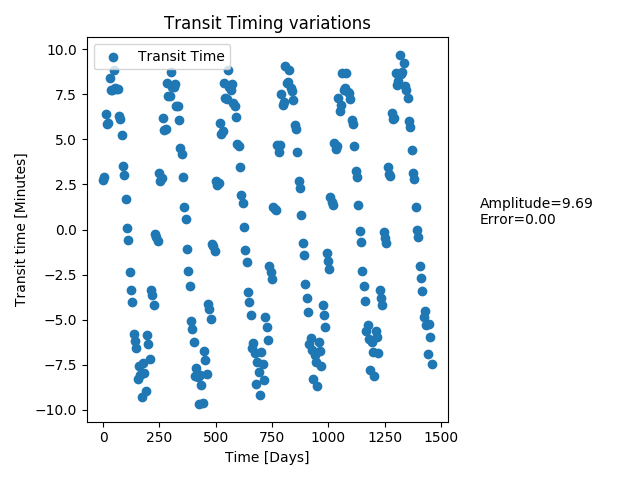 Transit Timing variations
Transit Time
10.0
7.5
5.0
2.5
0.0
−2.5
−5.0
−7.5
−10.0
Transit time [Minutes]
0
250
500
750
1000
1250
1500
Time [Days]
Amplitude=9.69
Error=0.00